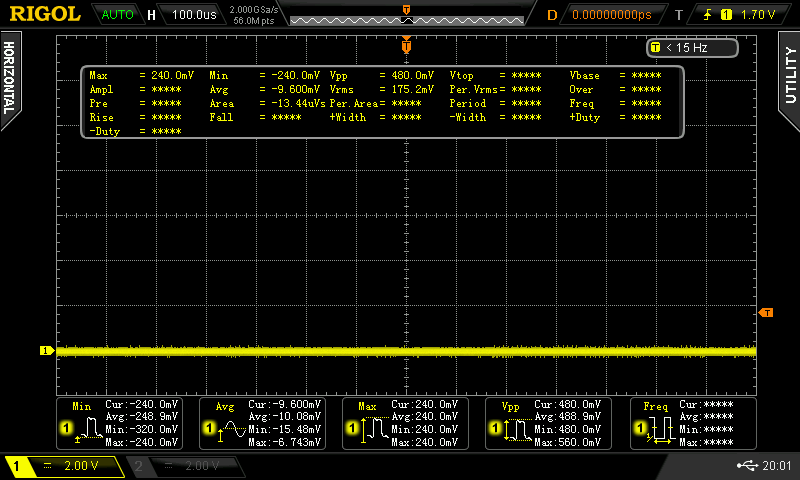 RIGOL AUTO H 100.0us 2.000GSa/s 56.0M pts D 0.00000000ps T 1 1.70 V
T
HORIZONTAL
UTILITY
T
T < 15 Hz
Max = 240.0mV Min = -240.0mV Vpp = 480.0mV Vtop = ***** Vbase = *****
Ampl = ***** Avg = -9.600mV Vrms = 175.2mV Per.Vrms= ***** Over = *****
Pre = ***** Area = -13.44uVs Per.Area= ***** Period = ***** Freq = *****
Rise = ***** Fall = ***** +Width = ***** -Width = ***** +Duty = *****
-Duty = *****
T
1
Min Cur:-240.0mV Avg Cur:-9.600mV Max Cur:240.0mV Vpp Cur:480.0mV Freq Cur:*****
Avg:-248.9mV Avg:-10.08mV Avg:240.0mV Avg:488.9mV Avg:*****
1 Min:-320.0mV 1 Min:-15.48mV 1 Min:240.0mV 1 Min:480.0mV 1 Min:*****
Max:-240.0mV Max:-6.743mV Max:240.0mV Max:560.0mV Max:*****
1 2.00 V 2 2.00 V 20:01